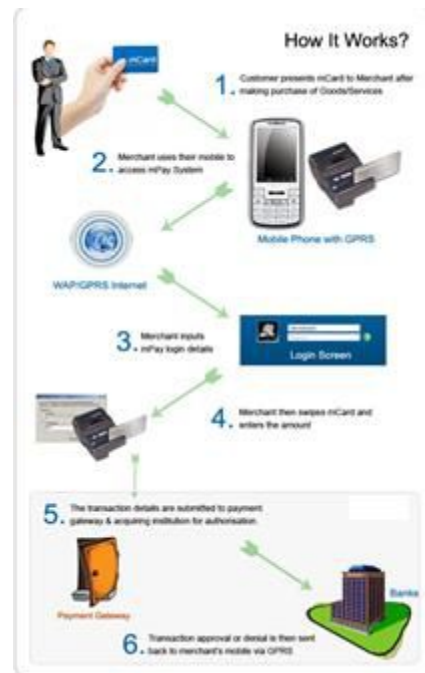 How It Works?
mCard
1. Customer presents mCard to Merchant after
making purchase of Goods/Services
2. Merchant uses their mobile to
access mPay System
Mobile Phone with GPRS
WAP/GPRS Internet
3. Merchant inputs
mPay login details
Login Screen
4. Merchant then swipes mCard and
enters the amount
5. The transaction details are submitted to payment
gateway & acquiring institution for authorisation
Banks
Payment Gateway
6. Transaction approval or denial is then sent
back to merchant's mobile via GPRS